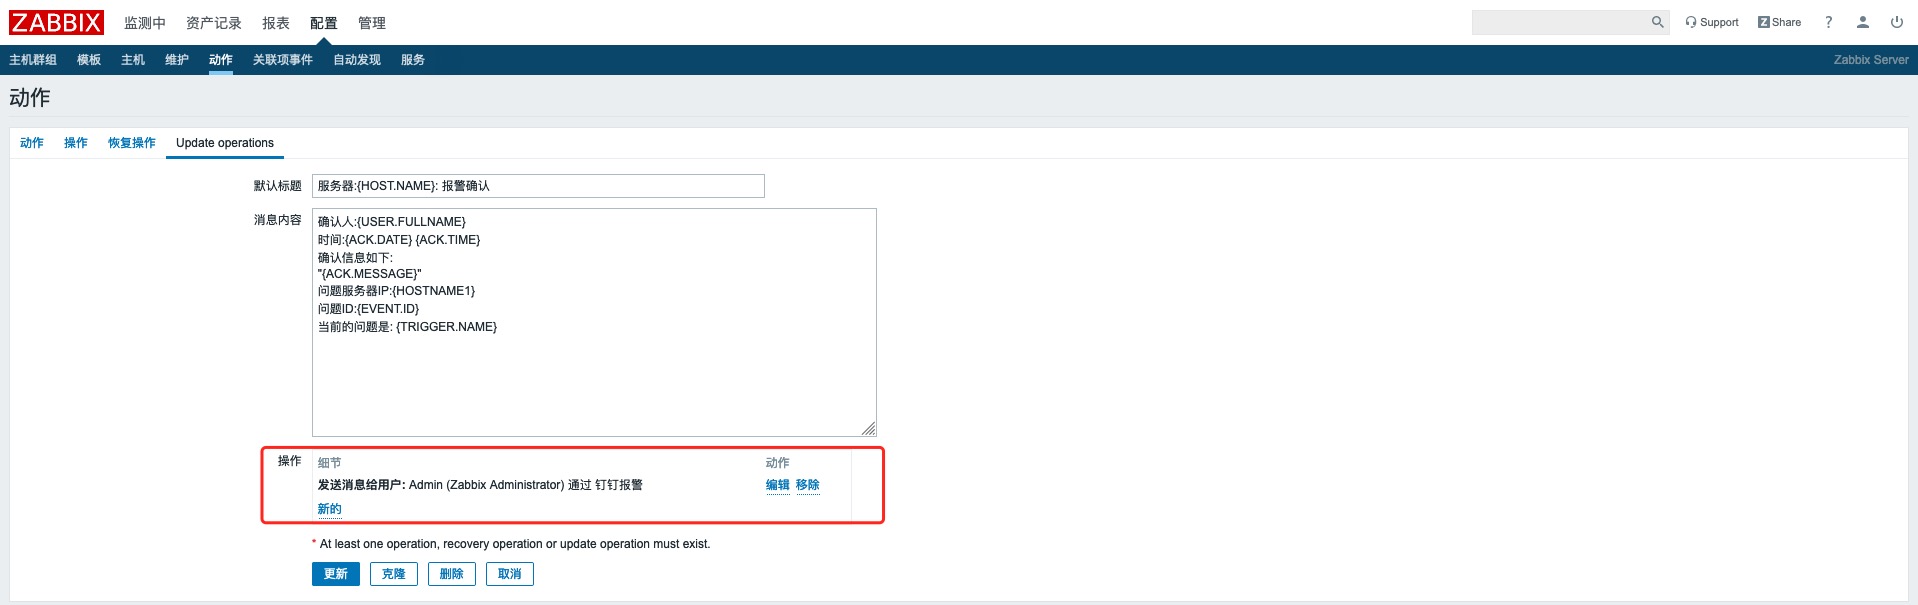 ZABBIX 监测中 资产记录 报表 配置 管理 Support Z Share ?
主机群组 模板 主机 维护 动作 关联项事件 自动发现 服务 Zabbix Server
动作
动作 操作 恢复操作 Update operations
默认标题 服务器:{HOST.NAME}: 报警确认
消息内容 确认人:{USER.FULLNAME}
时间:{ACK.DATE} {ACK.TIME}
确认信息如下:
"{ACK.MESSAGE}"
问题服务器IP:{HOSTNAME1}
问题ID:{EVENT.ID}
当前的问题是: {TRIGGER.NAME}
操作 细节 动作
发送消息给用户: Admin (Zabbix Administrator) 通过 钉钉报警 编辑 移除
新的
* At least one operation, recovery operation or update operation must exist.
更新 克隆 删除 取消